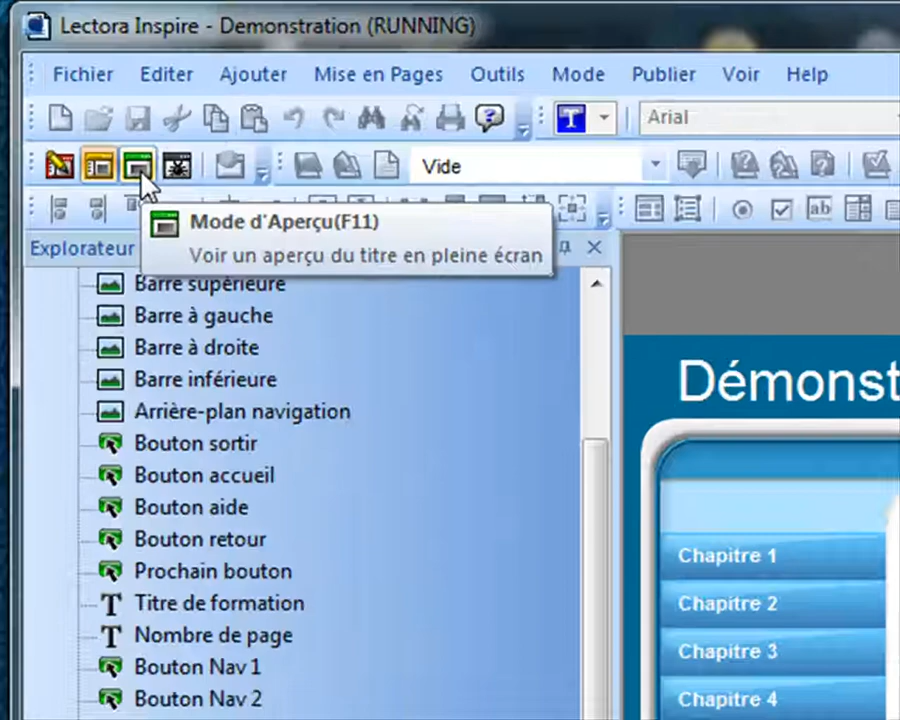 Lectora Inspire - Demonstration (RUNNING)
Fichier Editer Ajouter Mise en Pages Outils Mode Publier Voir Help
T Arial
Vide
Mode d'Aperçu(F11)
Voir un aperçu du titre en pleine écran
Explorateur
Barre supérieure
Barre à gauche
Barre à droite
Barre inférieure
Arrière-plan navigation
Bouton sortir
Bouton accueil
Bouton aide
Bouton retour
Prochain bouton
Titre de formation
Nombre de page
Bouton Nav 1
Bouton Nav 2
Démonst
Chapitre 1
Chapitre 2
Chapitre 3
Chapitre 4